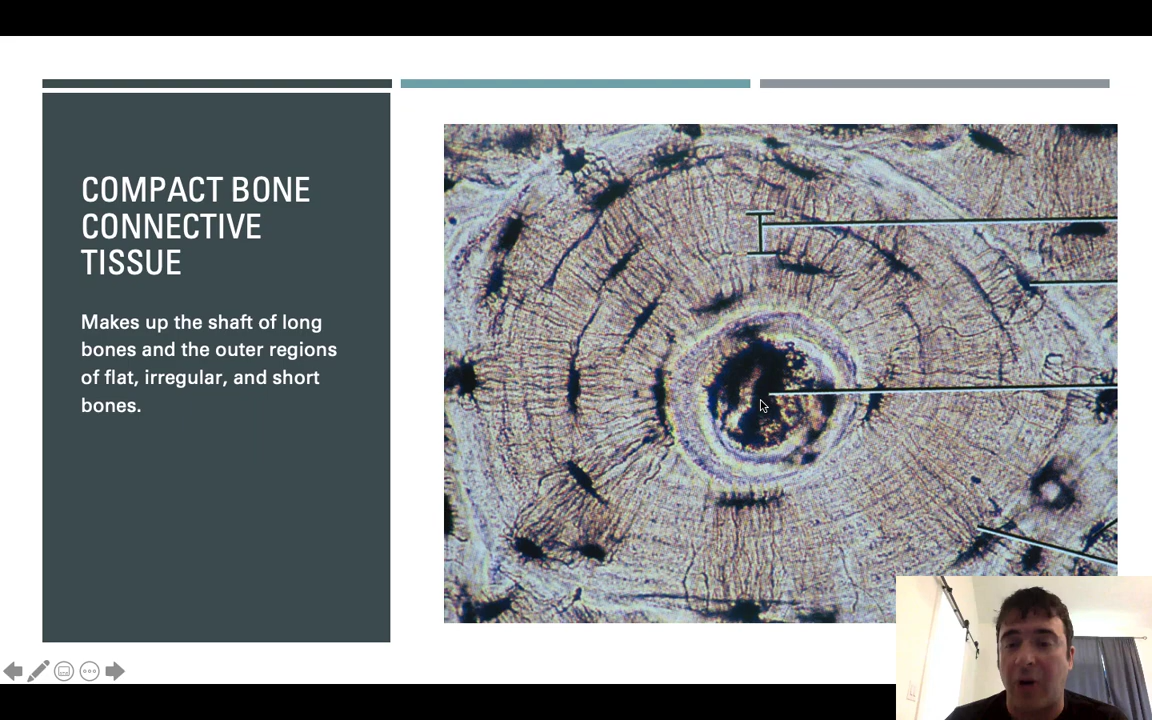 COMPACT BONE
CONNECTIVE
TISSUE
Makes up the shaft of long
bones and the outer regions
of flat, irregular, and short
bones.